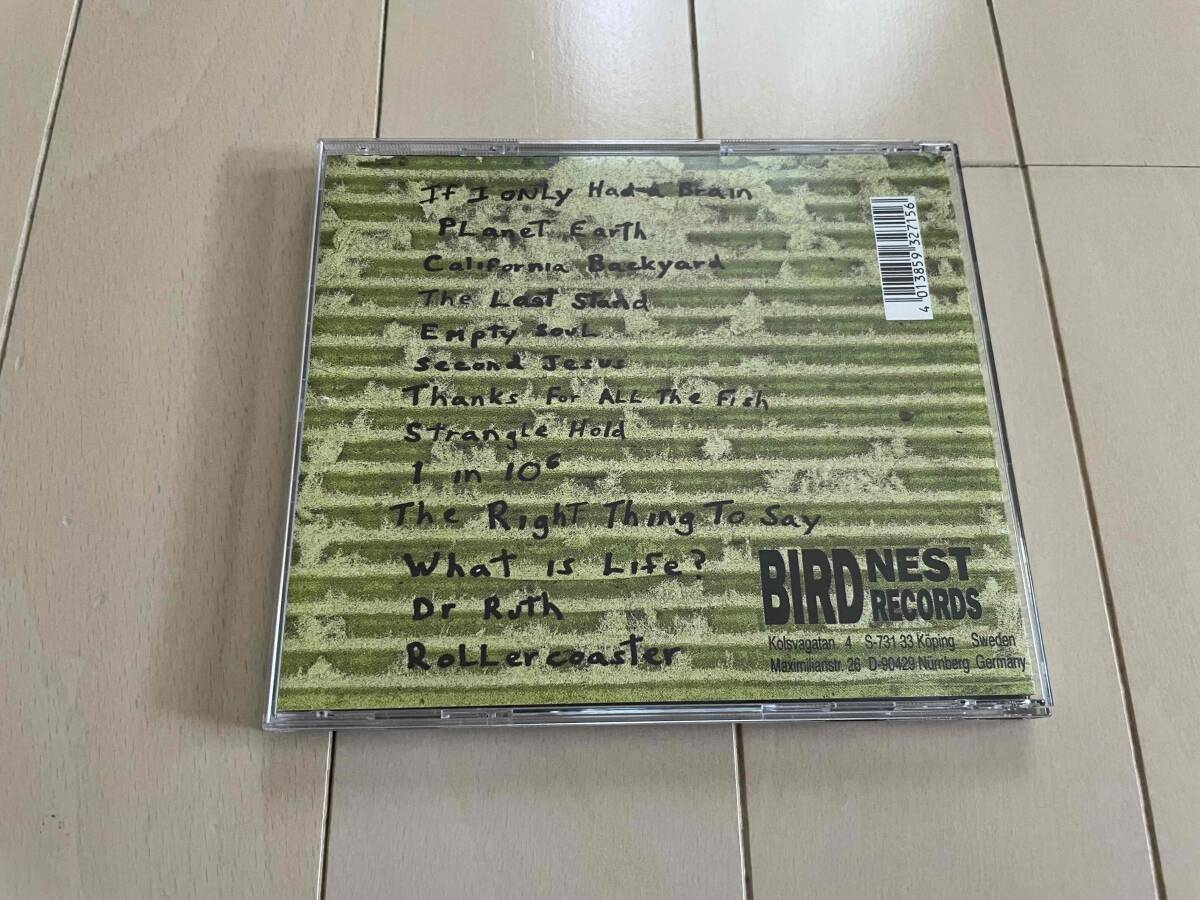 If I Only Had A Brain
Planet Earth
California Backyard
The Last Stand
Empty Soul
Second Jesus
Thanks For All The Fish
Strangle Hold
1 in 10⁶
The Right Thing To Say
What is Life?
Dr Ruth
Rollercoaster
4 013859 327156
BIRD NEST RECORDS
Kolsvagatan 4 S-731 33 Köping Sweden
Maximilianstr. 26 D-90429 Nürnberg Germany